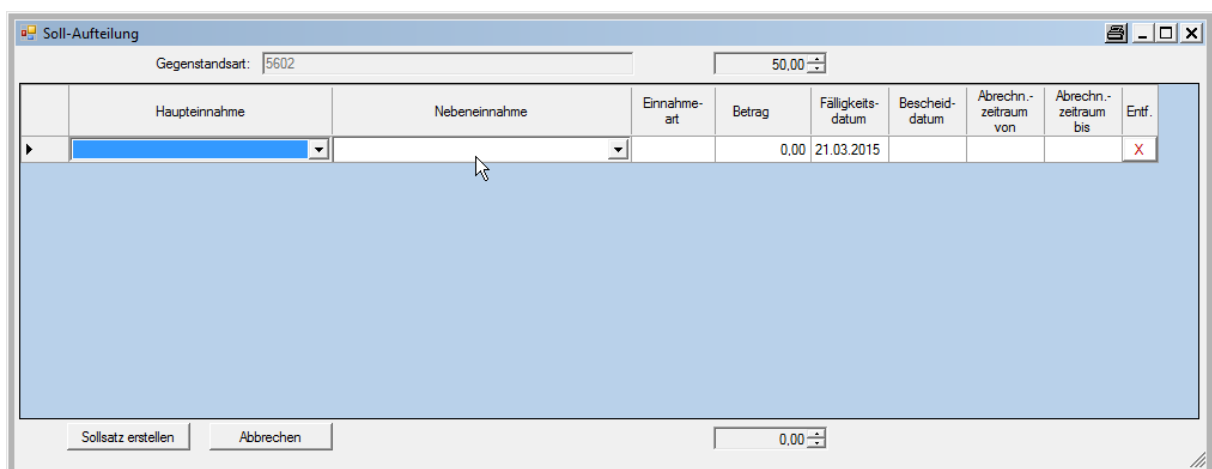 Soll-Aufteilung
Gegenstandsart: 5602 50,00
Haupteinnahme Nebeneinnahme Einnahme-art Betrag Fälligkeits-datum Bescheid-datum Abrechn.-zeitraum von Abrechn.-zeitraum bis Entf.
0,00 21.03.2015 X
Sollsatz erstellen Abbrechen 0,00